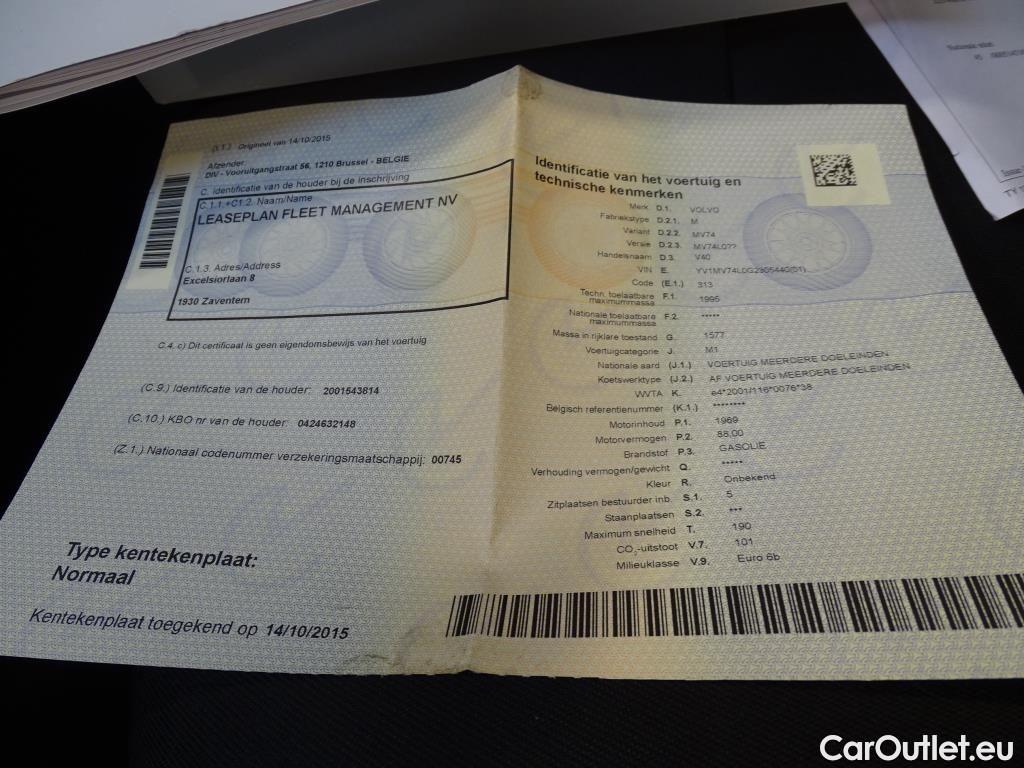 (I.1.) Origineel van 14/10/2015
Afzender:
DIV - Vooruitgangstraat 56, 1210 Brussel - BELGIE
C. Identificatie van de houder bij de inschrijving
C.1.1.+C1.2. Naam/Name
LEASEPLAN FLEET MANAGEMENT NV
C.1.3. Adres/Address
Excelsiorlaan 8
1930 Zaventem
C.4. c) Dit certificaat is geen eigendomsbewijs van het voertuig
(C.9.) Identificatie van de houder: 2001543814
(C.10.) KBO nr van de houder: 0424632148
(Z.1.) Nationaal codenummer verzekeringsmaatschappij: 00745
Type kentekenplaat:
Normaal
Kentekenplaat toegekend op 14/10/2015
Identificatie van het voertuig en
technische kenmerken
Merk D.1. VOLVO
Fabriekstype D.2.1. M
Variant D.2.2. MV74
Versie D.2.3. MV74L0??
Handelsnaam D.3. V40
VIN E. YV1MV74L0G2305440(51)
Code (E.1.) 313
Techn. toelaatbare
maximummassa F.1. 1995
Nationale toelaatbare
maximummassa F.2. *****
Massa in rijklare toestand G. 1577
Voertuigcategorie J. M1
Nationale aard (J.1.) VOERTUIG MEERDERE DOELEINDEN
Koetswerktype (J.2.) AF VOERTUIG MEERDERE DOELEINDEN
WVTA K. e4*2001/116*0076*38
Belgisch referentienummer (K.1.) ********
Motorinhoud P.1. 1969
Motorvermogen P.2. 88,00
Brandstof P.3. GASOLIE
Verhouding vermogen/gewicht Q. *****
Kleur R. Onbekend
Zitplaatsen bestuurder inb. S.1. 5
Staanplaatsen S.2. ***
Maximum snelheid T. 190
CO₂-uitstoot V.7. 101
Milieuklasse V.9. Euro 6b
CarOutlet.eu